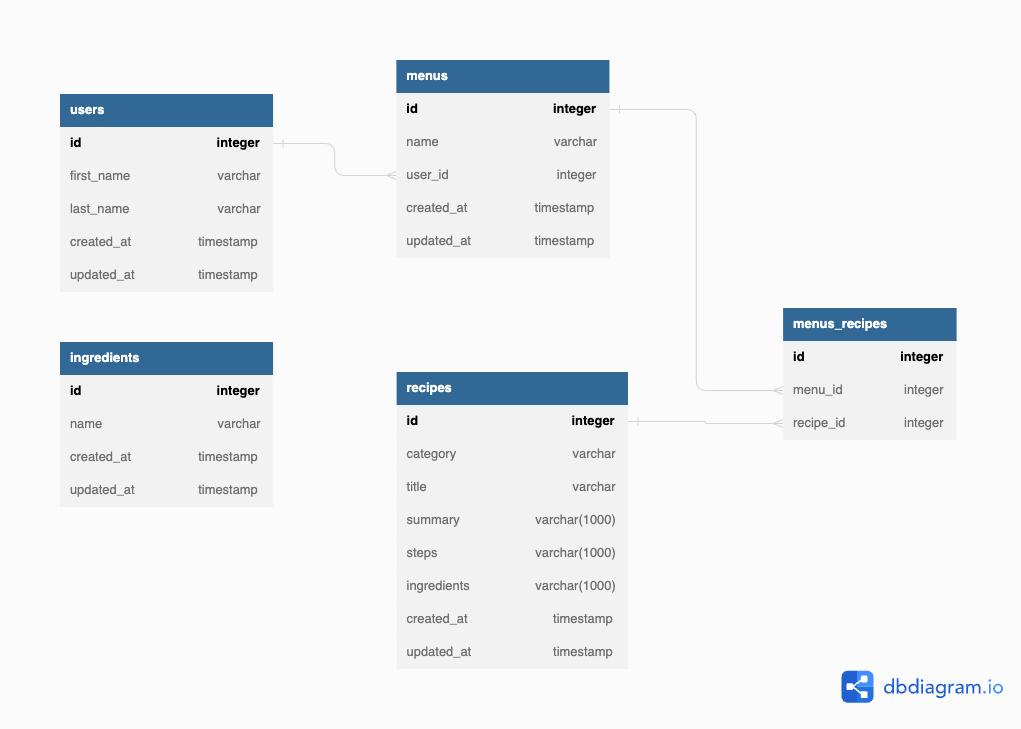 users
id integer
first_name varchar
last_name varchar
created_at timestamp
updated_at timestamp
menus
id integer
name varchar
user_id integer
created_at timestamp
updated_at timestamp
ingredients
id integer
name varchar
created_at timestamp
updated_at timestamp
recipes
id integer
category varchar
title varchar
summary varchar(1000)
steps varchar(1000)
ingredients varchar(1000)
created_at timestamp
updated_at timestamp
menus_recipes
id integer
menu_id integer
recipe_id integer
dbdiagram.io